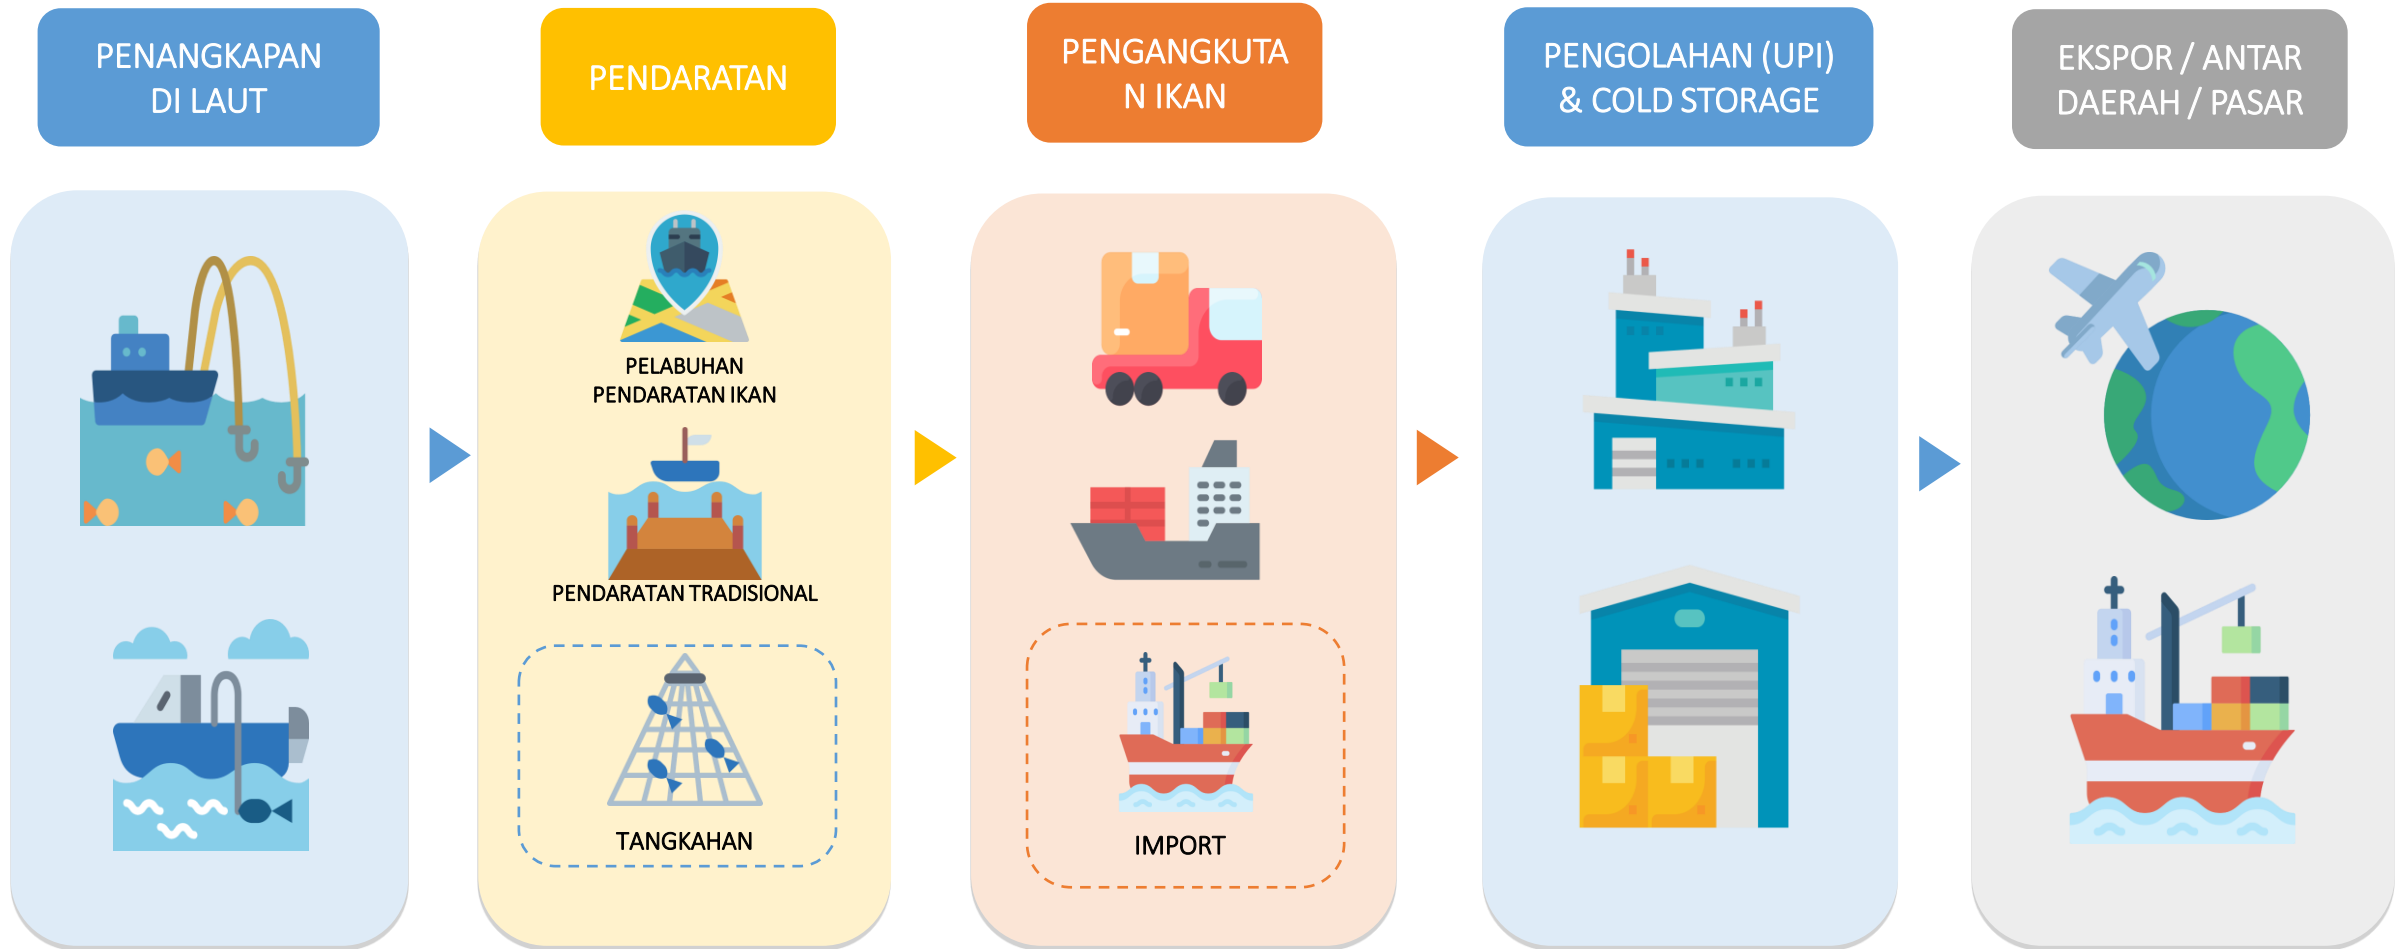 PENANGKAPAN
DI LAUT
PENDARATAN
PENGANGKUTA
N IKAN
PENGOLAHAN (UPI)
& COLD STORAGE
EKSPOR / ANTAR
DAERAH / PASAR
PELABUHAN
PENDARATAN IKAN
PENDARATAN TRADISIONAL
TANGKAHAN
IMPORT